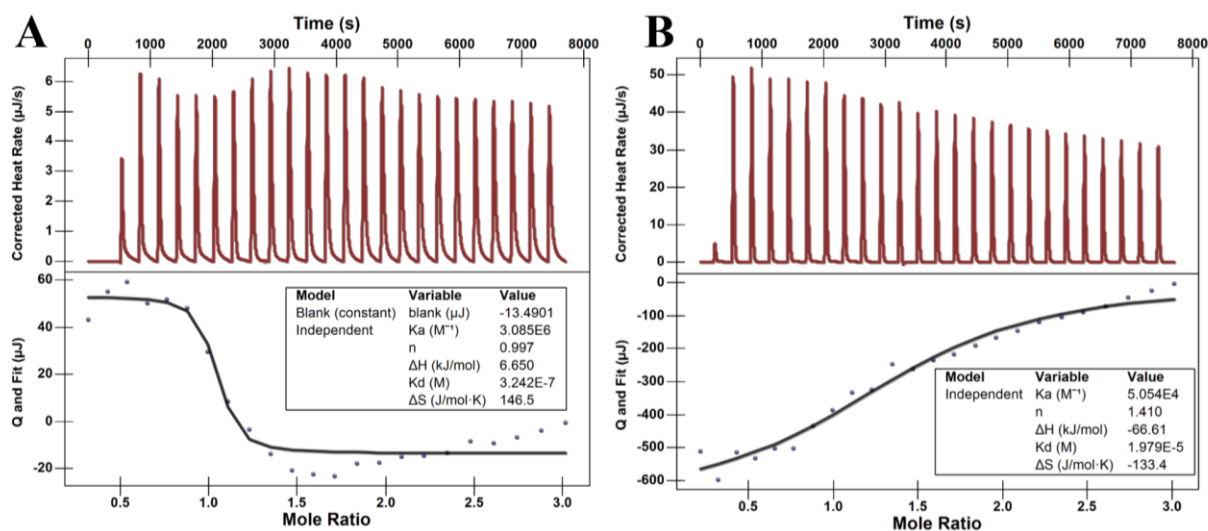 A
Time (s)
0 1000 2000 3000 4000 5000 6000 7000 8000
Corrected Heat Rate (µJ/s)
6
5
4
3
2
1
0
Q and Fit (µJ)
60
40
20
0
-20
Model Variable Value
Blank (constant) blank (µJ) -13.4901
Independent Ka (M⁻¹) 3.085E6
n 0.997
ΔH (kJ/mol) 6.650
Kd (M) 3.242E-7
ΔS (J/mol·K) 146.5
0.5 1.0 1.5 2.0 2.5 3.0
Mole Ratio
B
Time (s)
0 1000 2000 3000 4000 5000 6000 7000 8000
Corrected Heat Rate (µJ/s)
50
40
30
20
10
0
Q and Fit (µJ)
0
-100
-200
-300
-400
-500
-600
Model Variable Value
Independent Ka (M⁻¹) 5.054E4
n 1.410
ΔH (kJ/mol) -66.61
Kd (M) 1.979E-5
ΔS (J/mol·K) -133.4
0.5 1.0 1.5 2.0 2.5 3.0
Mole Ratio